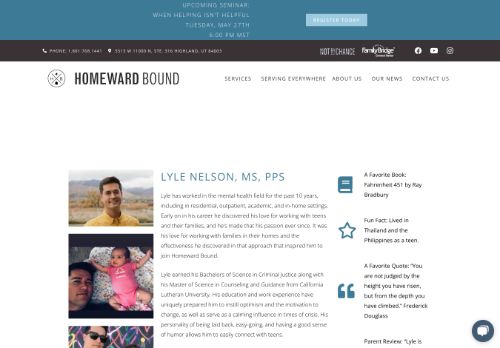 UPCOMING SEMINAR:
WHEN HELPING ISN'T HELPFUL
TUESDAY, MAY 27TH
6:00 PM MST
REGISTER TODAY
PHONE: 1.801.768.1441
3515 W 11000 N, STE. 316 HIGHLAND, UT 84003
NOTBYCHANCE
FamilyBridge
HOMEWARD BOUND
SERVICES
SERVING EVERYWHERE
ABOUT US
OUR NEWS
CONTACT US
LYLE NELSON, MS, PPS
Lyle has worked in the mental health field for the past 10 years,
including in residential, outpatient, academic, and in-home settings.
Early on in his career he discovered his love for working with teens
and their families, and he's made that his passion ever since. It was
his love for working with families in their homes and the
effectiveness he discovered in that approach that inspired him to
join Homeward Bound.
Lyle earned his Bachelors of Science in Criminal Justice along with
his Master of Science in Counseling and Guidance from California
Lutheran University. His education and work experience have
uniquely prepared him to instill optimism and the motivation to
change, as well as serve as a calming influence in times of crisis. His
personality of being laid back, easy-going, and having a good sense
of humor allows him to easily connect with teens.
A Favorite Book:
Fahrenheit 451 by Ray
Bradbury
Fun Fact: Lived in
Thailand and the
Philippines as a teen.
A Favorite Quote: "You
are not judged by the
height you have risen,
but from the depth you
have climbed." Frederick
Douglass
Parent Review: "Lyle is